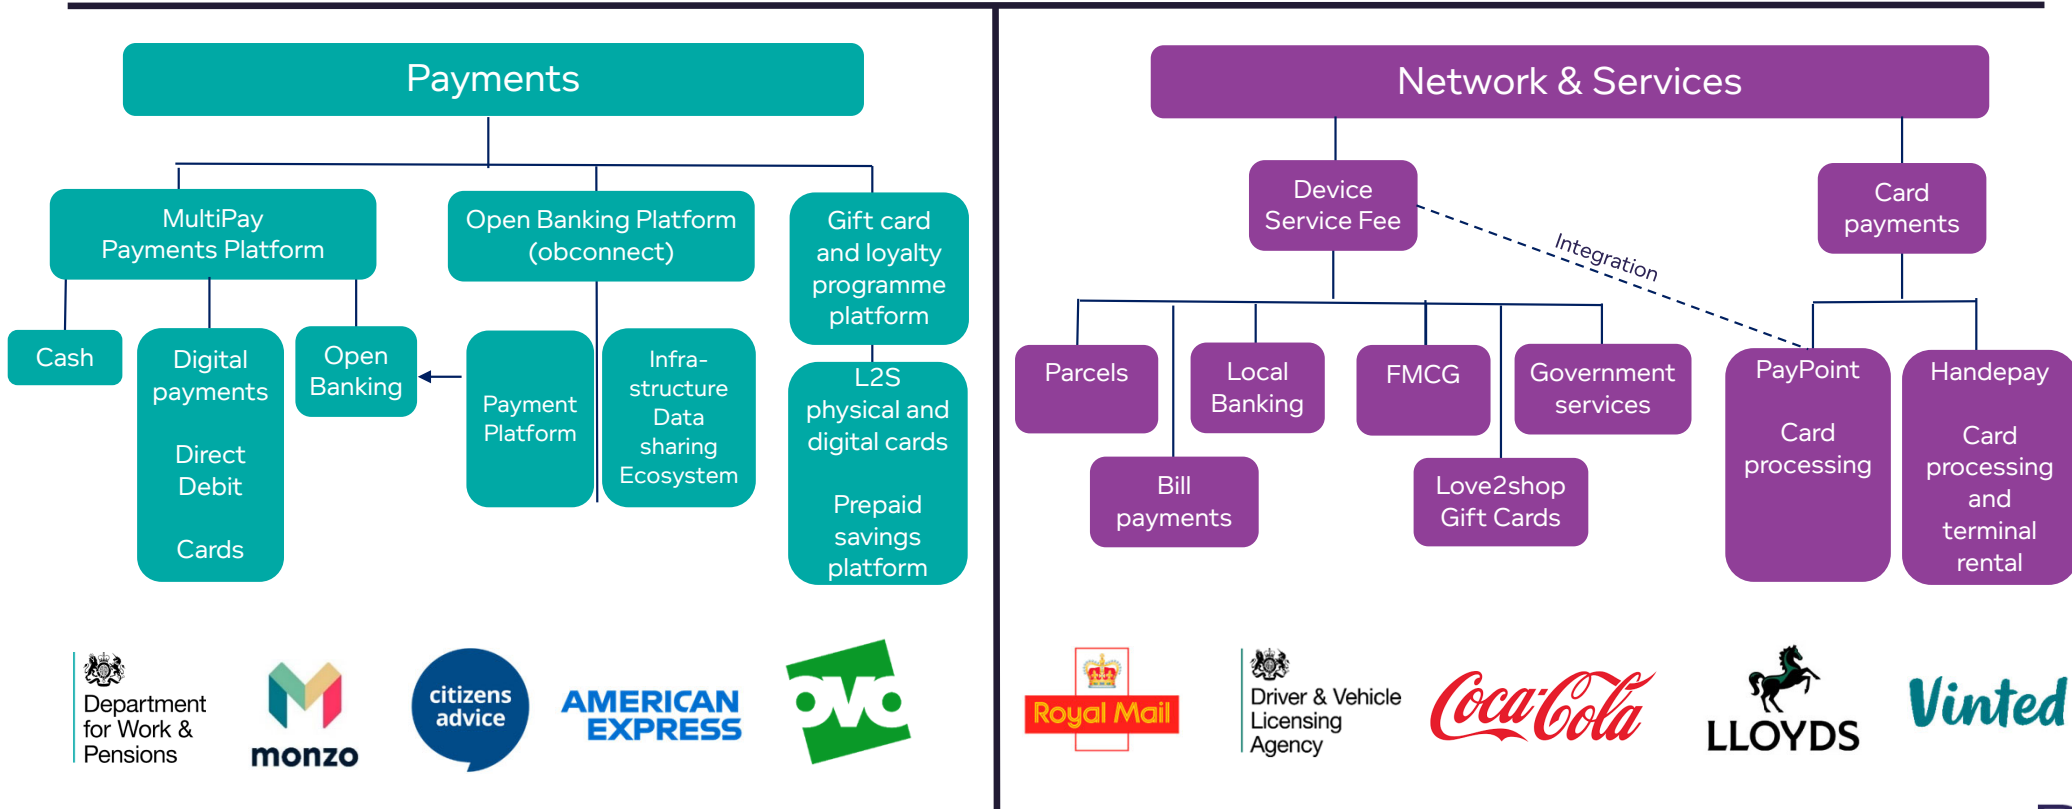 Payments
MultiPay
Payments Platform
Open Banking Platform
(obconnect)
Gift card
and loyalty
programme
platform
Cash
Digital
payments
Direct
Debit
Cards
Open
Banking
Payment
Platform
Infra-
structure
Data
sharing
Ecosystem
L2S
physical and
digital cards
Prepaid
savings
platform
Department
for Work &
Pensions
monzo
citizens
advice
AMERICAN
EXPRESS
ovo
Network & Services
Device
Service Fee
Integration
Card
payments
Parcels
Bill
payments
Local
Banking
FMCG
Love2shop
Gift Cards
Government
services
PayPoint
Card
processing
Handepay
Card
processing
and
terminal
rental
Royal Mail
Driver & Vehicle
Licensing
Agency
Coca-Cola
LLOYDS
Vinted